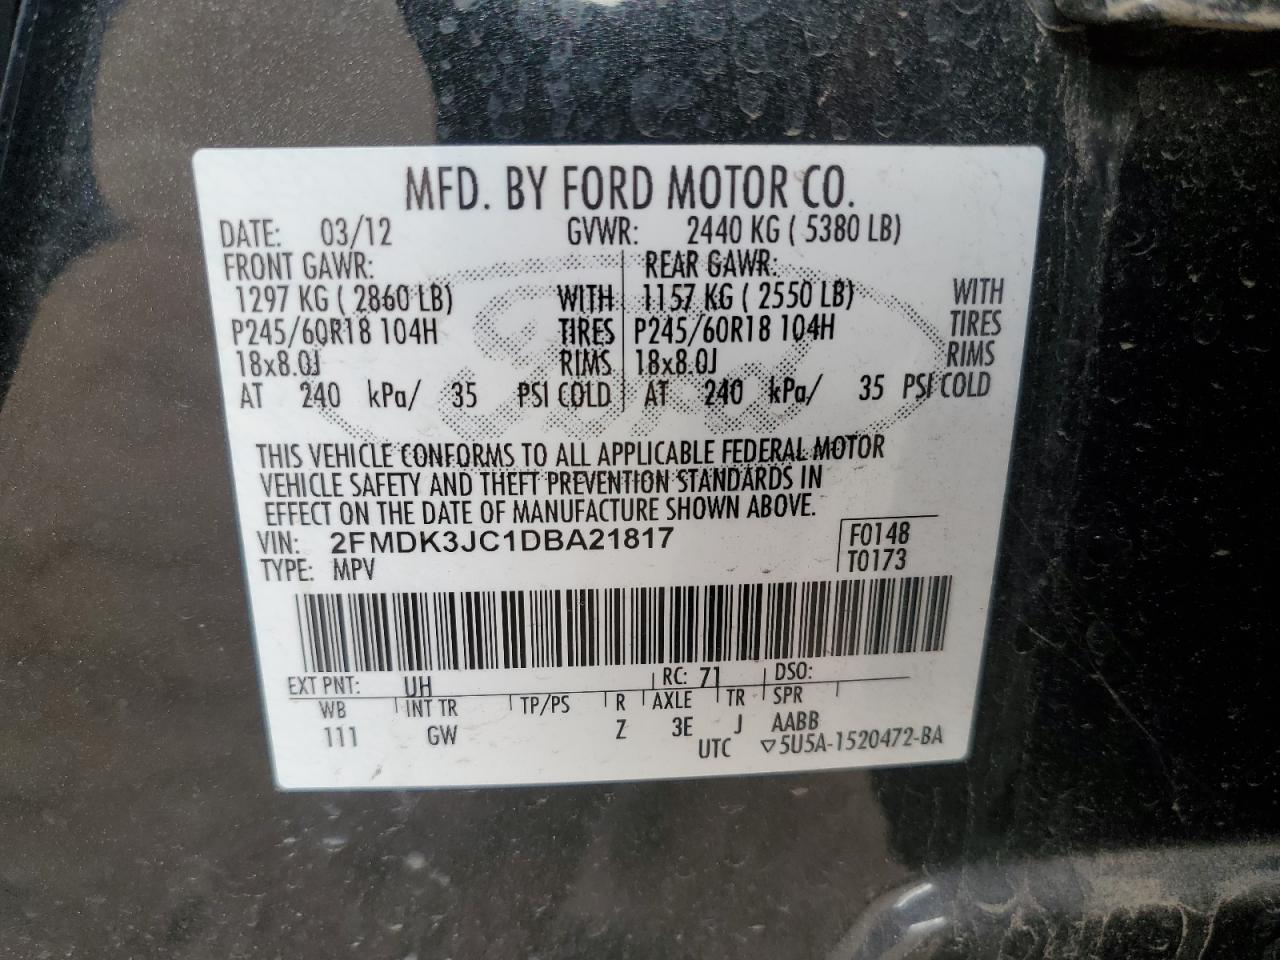 MFD. BY FORD MOTOR CO.
DATE: 03/12 GVWR: 2440 KG ( 5380 LB)
FRONT GAWR: REAR GAWR:
1297 KG ( 2860 LB) WITH 1157 KG ( 2550 LB) WITH
P245/60R18 104H TIRES P245/60R18 104H TIRES
18x8.0J RIMS 18x8.0J RIMS
AT 240 kPa/ 35 PSI COLD AT 240 kPa/ 35 PSI COLD
THIS VEHICLE CONFORMS TO ALL APPLICABLE FEDERAL MOTOR
VEHICLE SAFETY AND THEFT PREVENTION STANDARDS IN
EFFECT ON THE DATE OF MANUFACTURE SHOWN ABOVE.
VIN: 2FMDK3JC1DBA21817 F0148
TYPE: MPV T0173
EXT PNT: UH RC: 71 DSO:
WB INT TR TP/PS R AXLE TR SPR
111 GW Z 3E J AABB
UTC ▽5U5A-1520472-BA